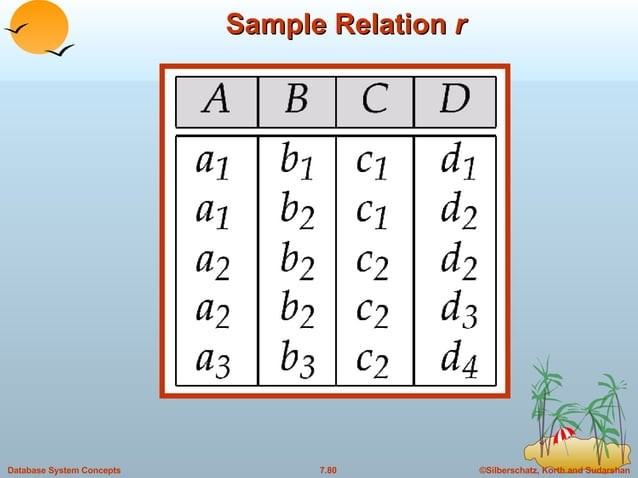 Sample Relation r
A B C D
a1 b1 c1 d1
a1 b2 c1 d2
a2 b2 c2 d2
a2 b2 c2 d3
a3 b3 c2 d4
Database System Concepts 7.80 ©Silberschatz, Korth and Sudarshan